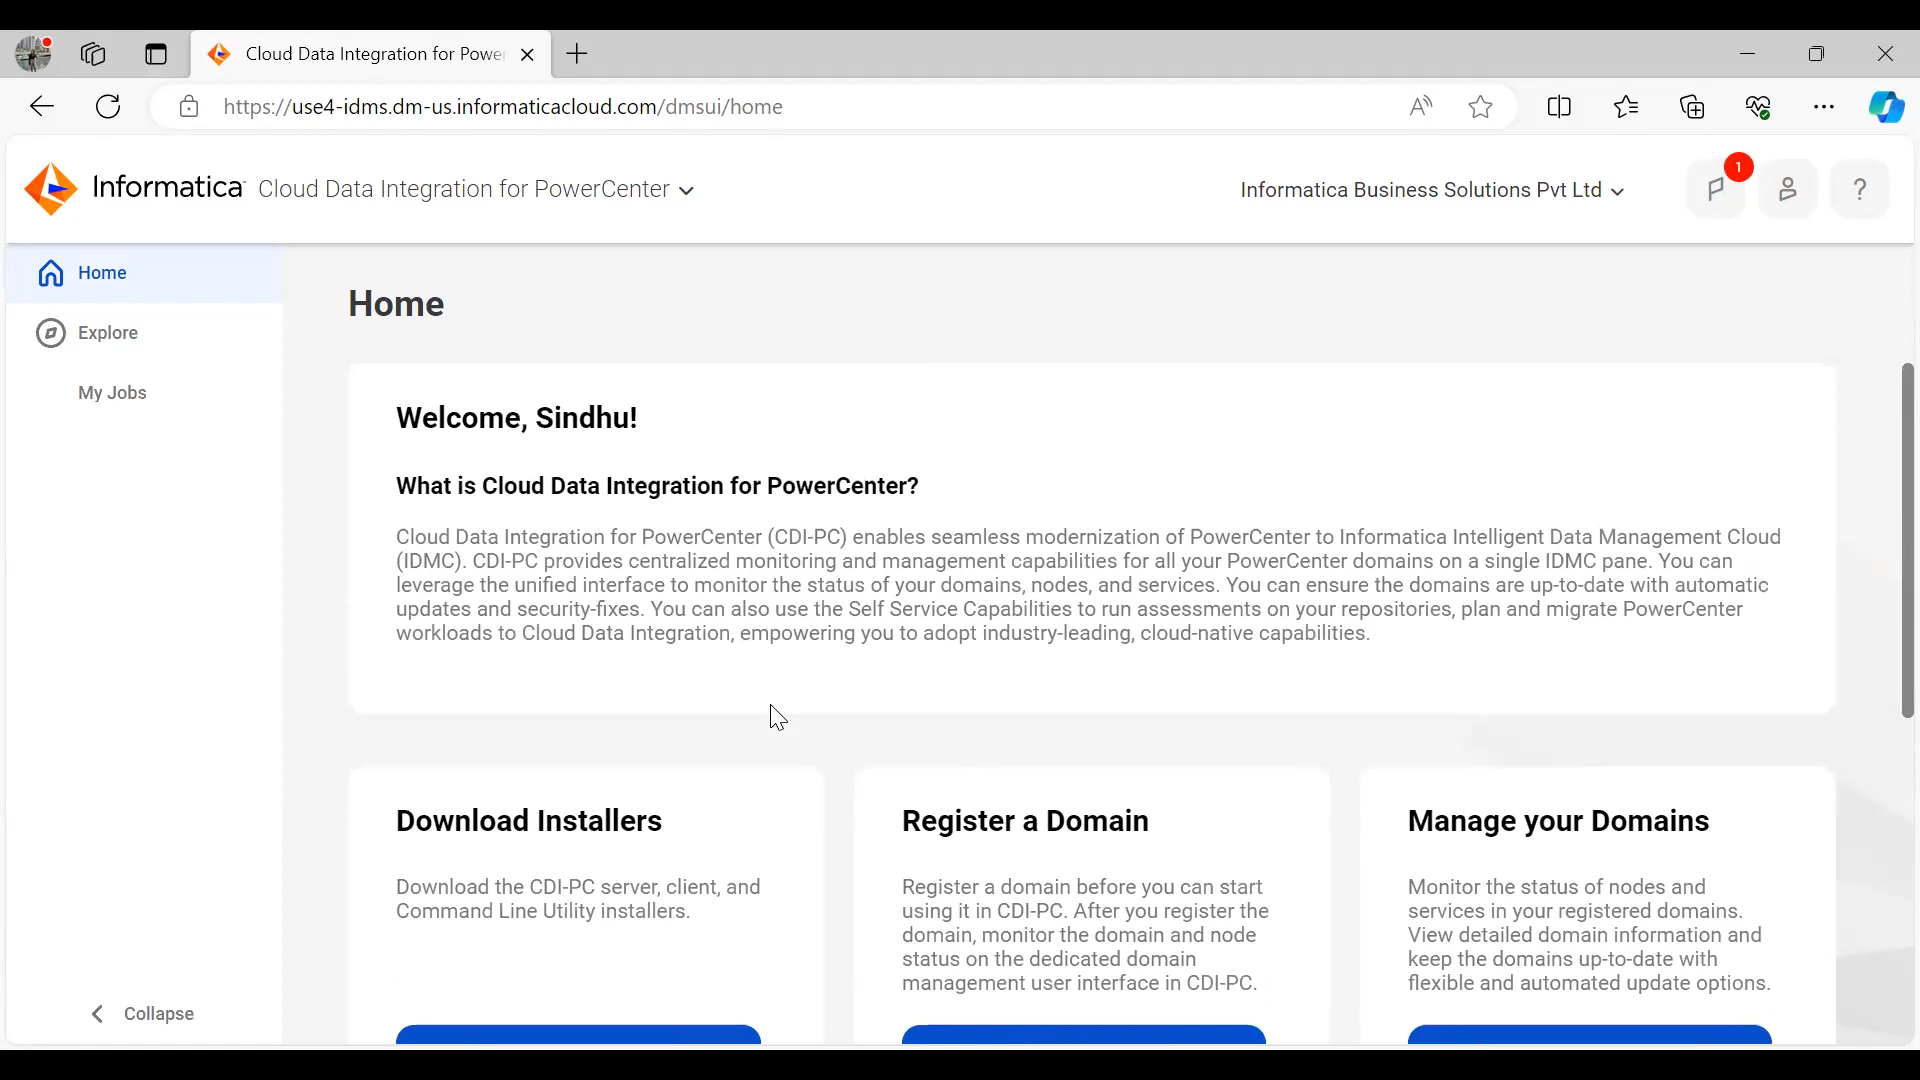 Cloud Data Integration for Powe
https://use4-idms.dm-us.informaticacloud.com/dmsui/home
Informatica Cloud Data Integration for PowerCenter
Informatica Business Solutions Pvt Ltd
1
?
Home
Explore
My Jobs
Collapse
Home
Welcome, Sindhu!
What is Cloud Data Integration for PowerCenter?
Cloud Data Integration for PowerCenter (CDI-PC) enables seamless modernization of PowerCenter to Informatica Intelligent Data Management Cloud
(IDMC). CDI-PC provides centralized monitoring and management capabilities for all your PowerCenter domains on a single IDMC pane. You can
leverage the unified interface to monitor the status of your domains, nodes, and services. You can ensure the domains are up-to-date with automatic
updates and security-fixes. You can also use the Self Service Capabilities to run assessments on your repositories, plan and migrate PowerCenter
workloads to Cloud Data Integration, empowering you to adopt industry-leading, cloud-native capabilities.
Download Installers
Download the CDI-PC server, client, and
Command Line Utility installers.
Register a Domain
Register a domain before you can start
using it in CDI-PC. After you register the
domain, monitor the domain and node
status on the dedicated domain
management user interface in CDI-PC.
Manage your Domains
Monitor the status of nodes and
services in your registered domains.
View detailed domain information and
keep the domains up-to-date with
flexible and automated update options.